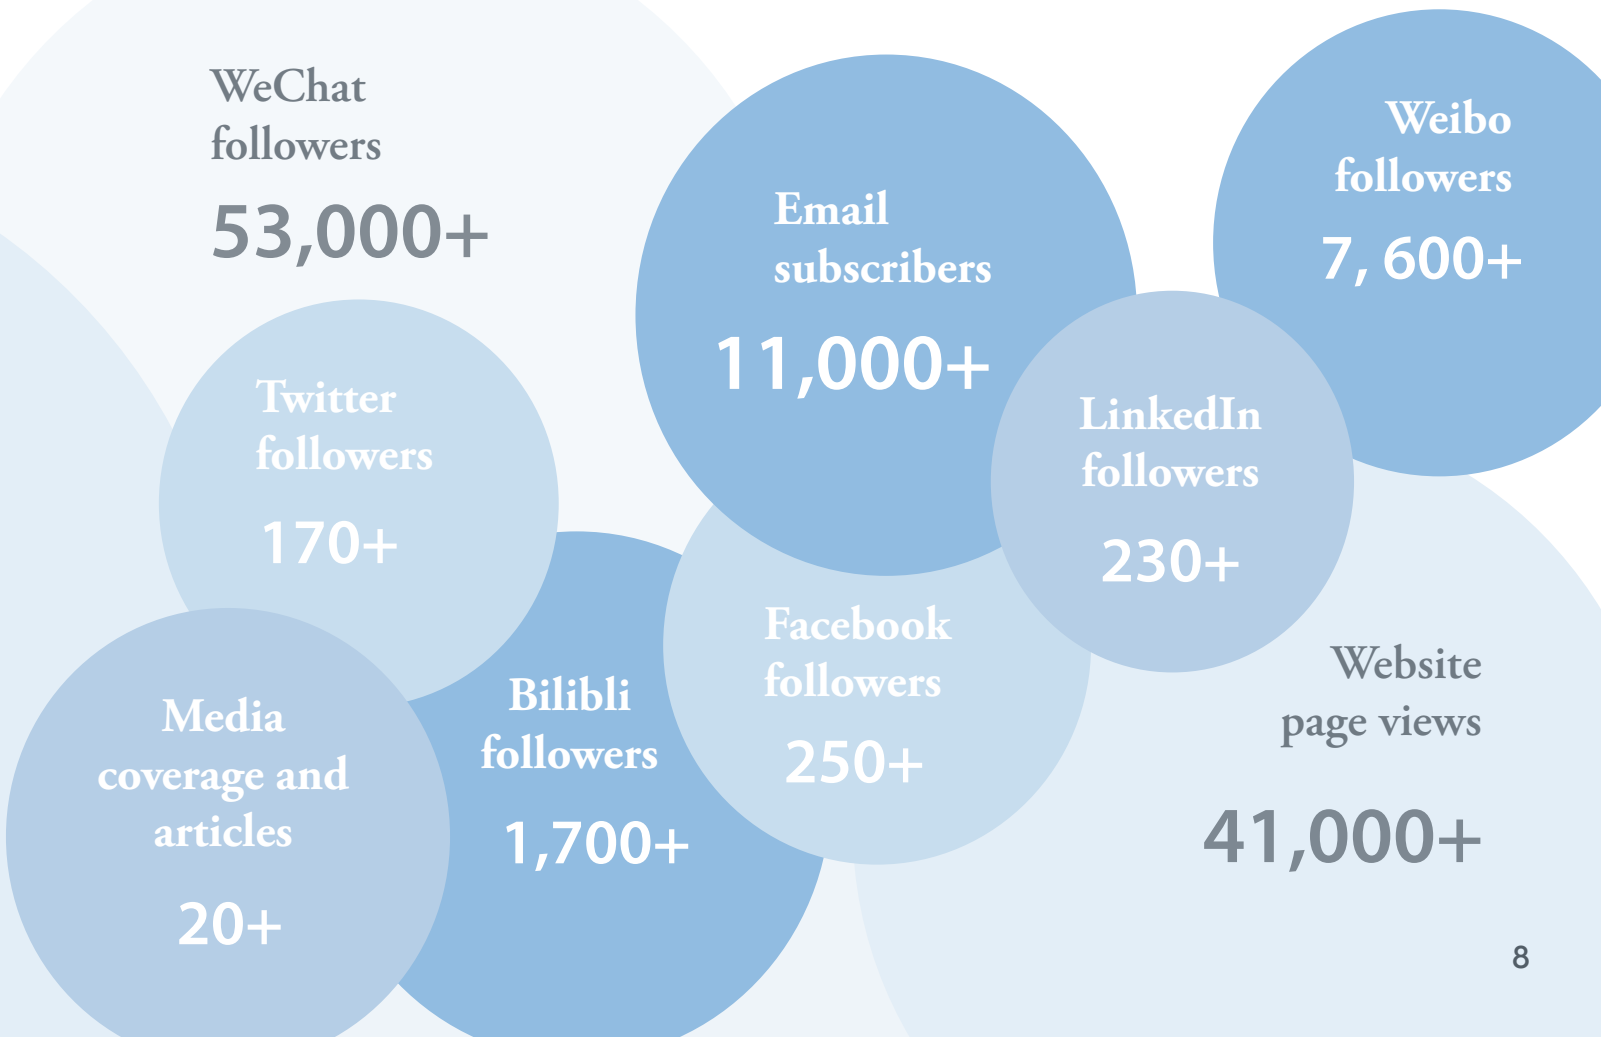 WeChat
followers
53,000+
Email
subscribers
11,000+
Weibo
followers
7, 600+
Twitter
followers
170+
LinkedIn
followers
230+
Media
coverage and
articles
20+
Bilibli
followers
1,700+
Facebook
followers
250+
Website
page views
41,000+
8